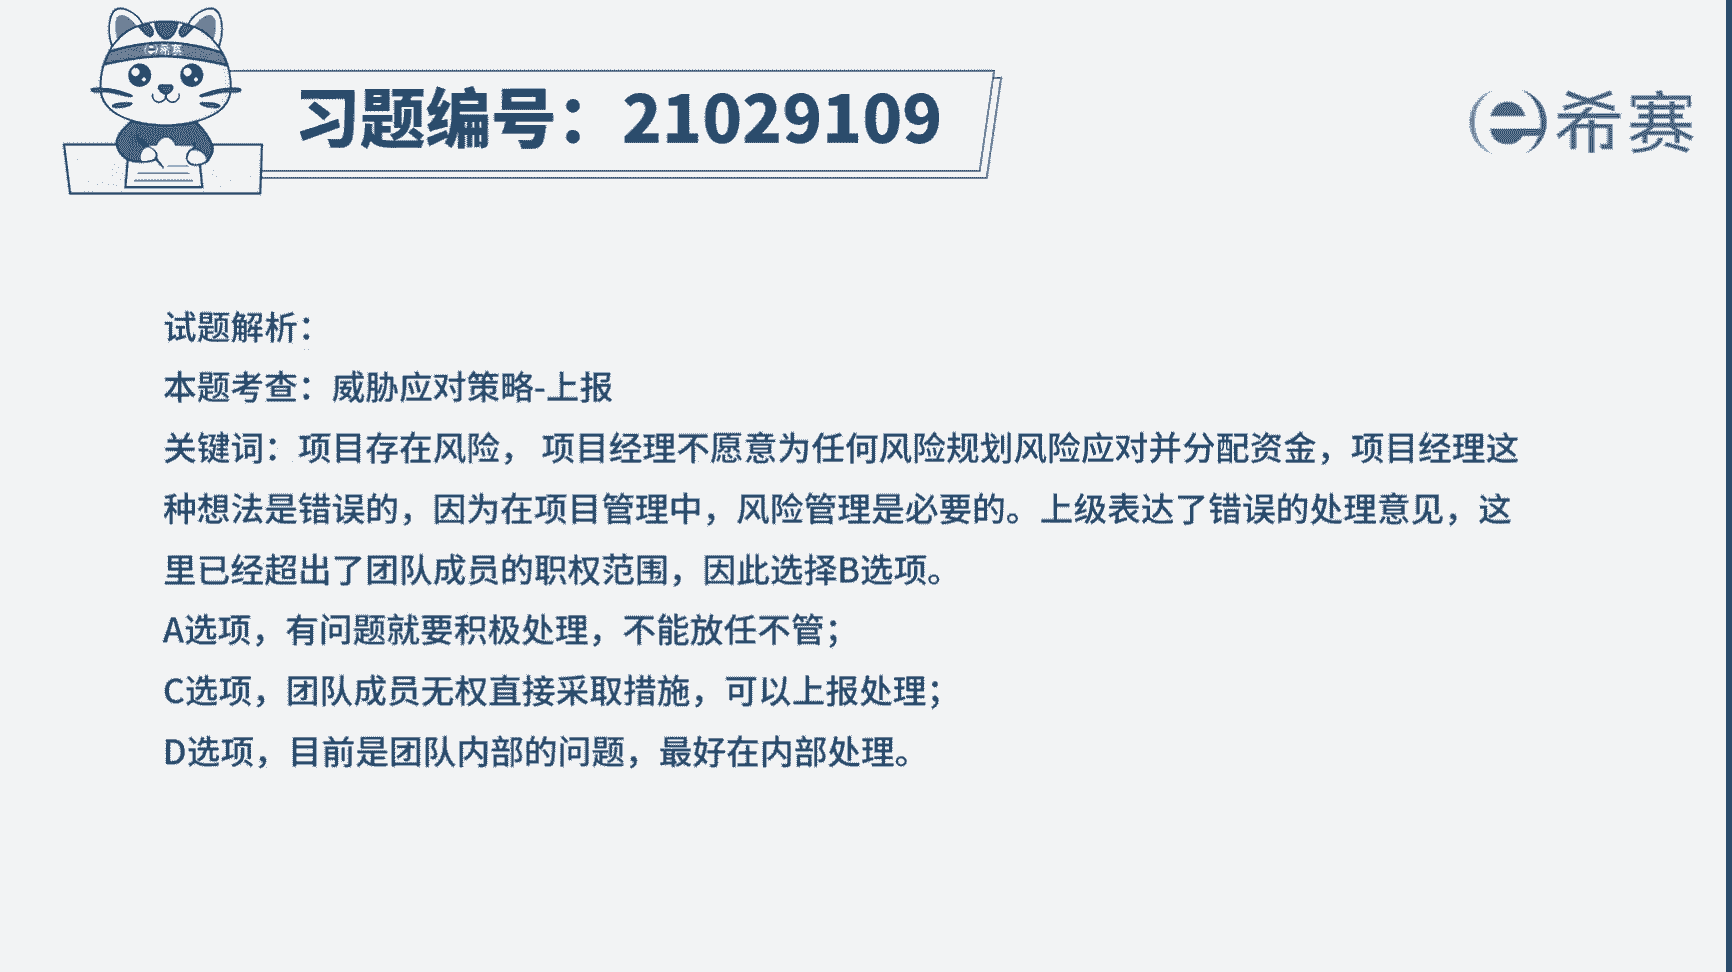 希赛
习题编号：21029109
希赛
试题解析：
本题考查：威胁应对策略-上报
关键词：项目存在风险， 项目经理不愿意为任何风险规划风险应对并分配资金，项目经理这
种想法是错误的，因为在项目管理中，风险管理是必要的。上级表达了错误的处理意见，这
里已经超出了团队成员的职权范围，因此选择B选项。
A选项，有问题就要积极处理，不能放任不管；
C选项，团队成员无权直接采取措施，可以上报处理；
D选项，目前是团队内部的问题，最好在内部处理。